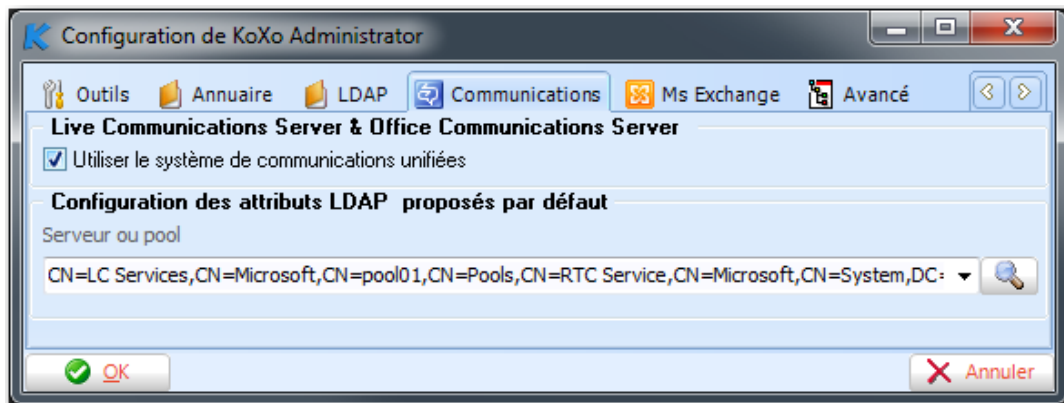 Configuration de KoXo Administrator
Outils Annuaire LDAP Communications Ms Exchange Avancé
Live Communications Server & Office Communications Server
Utiliser le système de communications unifiées
Configuration des attributs LDAP proposés par défaut
Serveur ou pool
CN=LC Services,CN=Microsoft,CN=pool01,CN=Pools,CN=RTC Service,CN=Microsoft,CN=System,DC=
OK Annuler